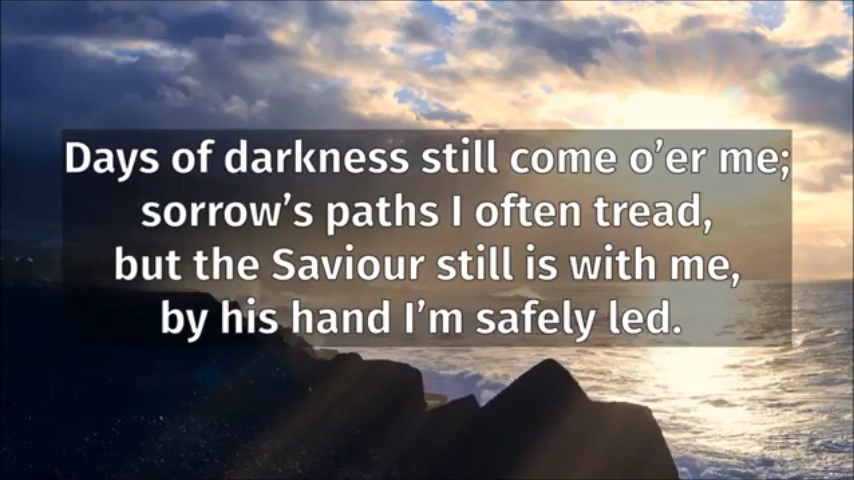 Days of darkness still come o’er me;
sorrow’s paths I often tread,
but the Saviour still is with me,
by his hand I’m safely led.